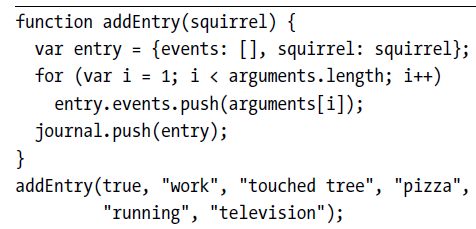 function addEntry(squirrel) {
  var entry = {events: [], squirrel: squirrel};
  for (var i = 1; i < arguments.length; i++)
    entry.events.push(arguments[i]);
  journal.push(entry);
}
addEntry(true, "work", "touched tree", "pizza",
         "running", "television");